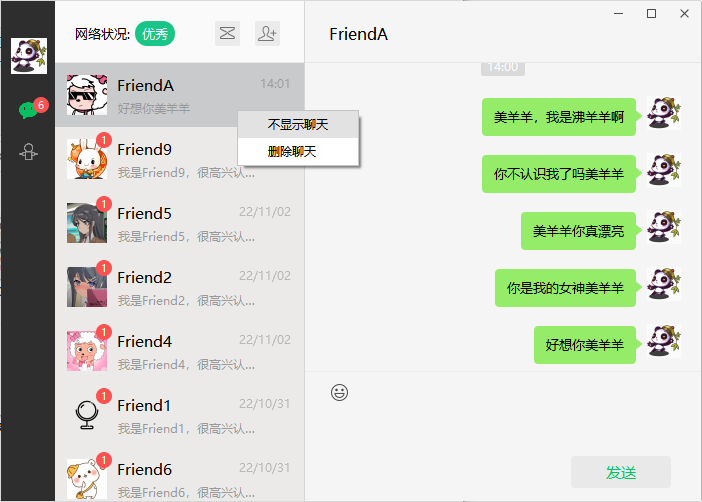 网络状况: 优秀
6
FriendA
14:01
好想你美羊羊
不显示聊天
删除聊天
1
Friend9
我是Friend9，很高兴认...
1
Friend5
22/11/02
我是Friend5，很高兴认...
1
Friend2
22/11/02
我是Friend2，很高兴认...
1
Friend4
22/11/02
我是Friend4，很高兴认...
1
Friend1
22/10/31
我是Friend1，很高兴认...
1
Friend6
22/10/31
我是Friend6，很高兴认...
FriendA
14:00
美羊羊，我是沸羊羊啊
你不认识我了吗美羊羊
美羊羊你真漂亮
你是我的女神美羊羊
好想你美羊羊
发送